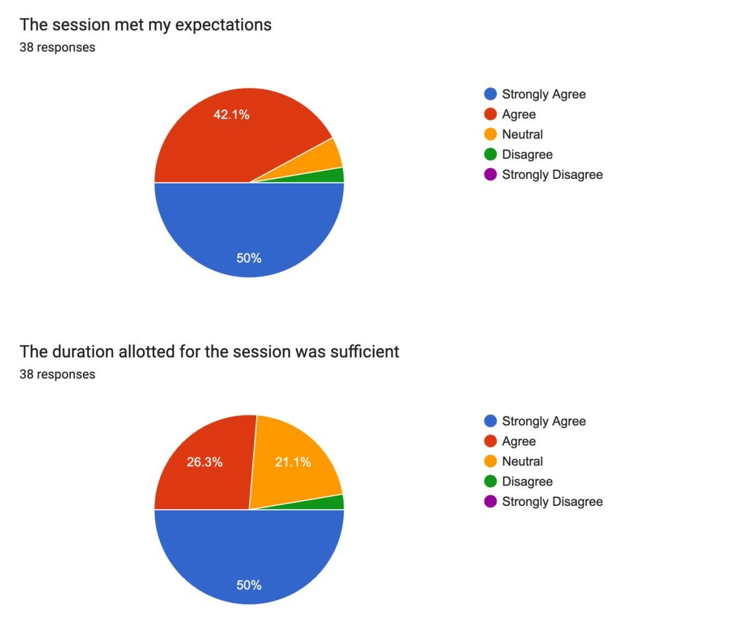 The session met my expectations
38 responses
42.1%
50%
Strongly Agree
Agree
Neutral
Disagree
Strongly Disagree
The duration allotted for the session was sufficient
38 responses
26.3%
21.1%
50%
Strongly Agree
Agree
Neutral
Disagree
Strongly Disagree